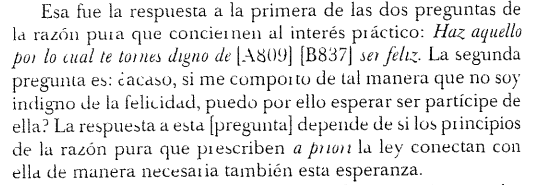 Esa fue la respuesta a la primera de las dos preguntas de
la razón pura que conciernen al interés práctico: Haz aquello
por lo cual te tornes digno de [A809] [B837] ser feliz. La segunda
pregunta es: ¿acaso, si me comporto de tal manera que no soy
indigno de la felicidad, puedo por ello esperar ser partícipe de
ella? La respuesta a esta [pregunta] depende de si los principios
de la razón pura que prescriben a priori la ley conectan con
ella de manera necesaria también esta esperanza.